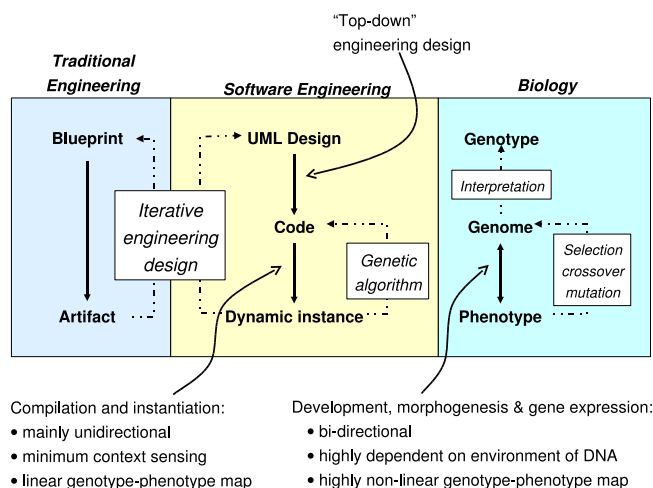 “Top-down”
engineering design
Traditional
Engineering
Software Engineering
Biology
Blueprint
UML Design
Genotype
Interpretation
Iterative
engineering
design
Code
Genome
Genetic
algorithm
Selection
crossover
mutation
Artifact
Dynamic instance
Phenotype
Compilation and instantiation:
• mainly unidirectional
• minimum context sensing
• linear genotype-phenotype map
Development, morphogenesis & gene expression:
• bi-directional
• highly dependent on environment of DNA
• highly non-linear genotype-phenotype map